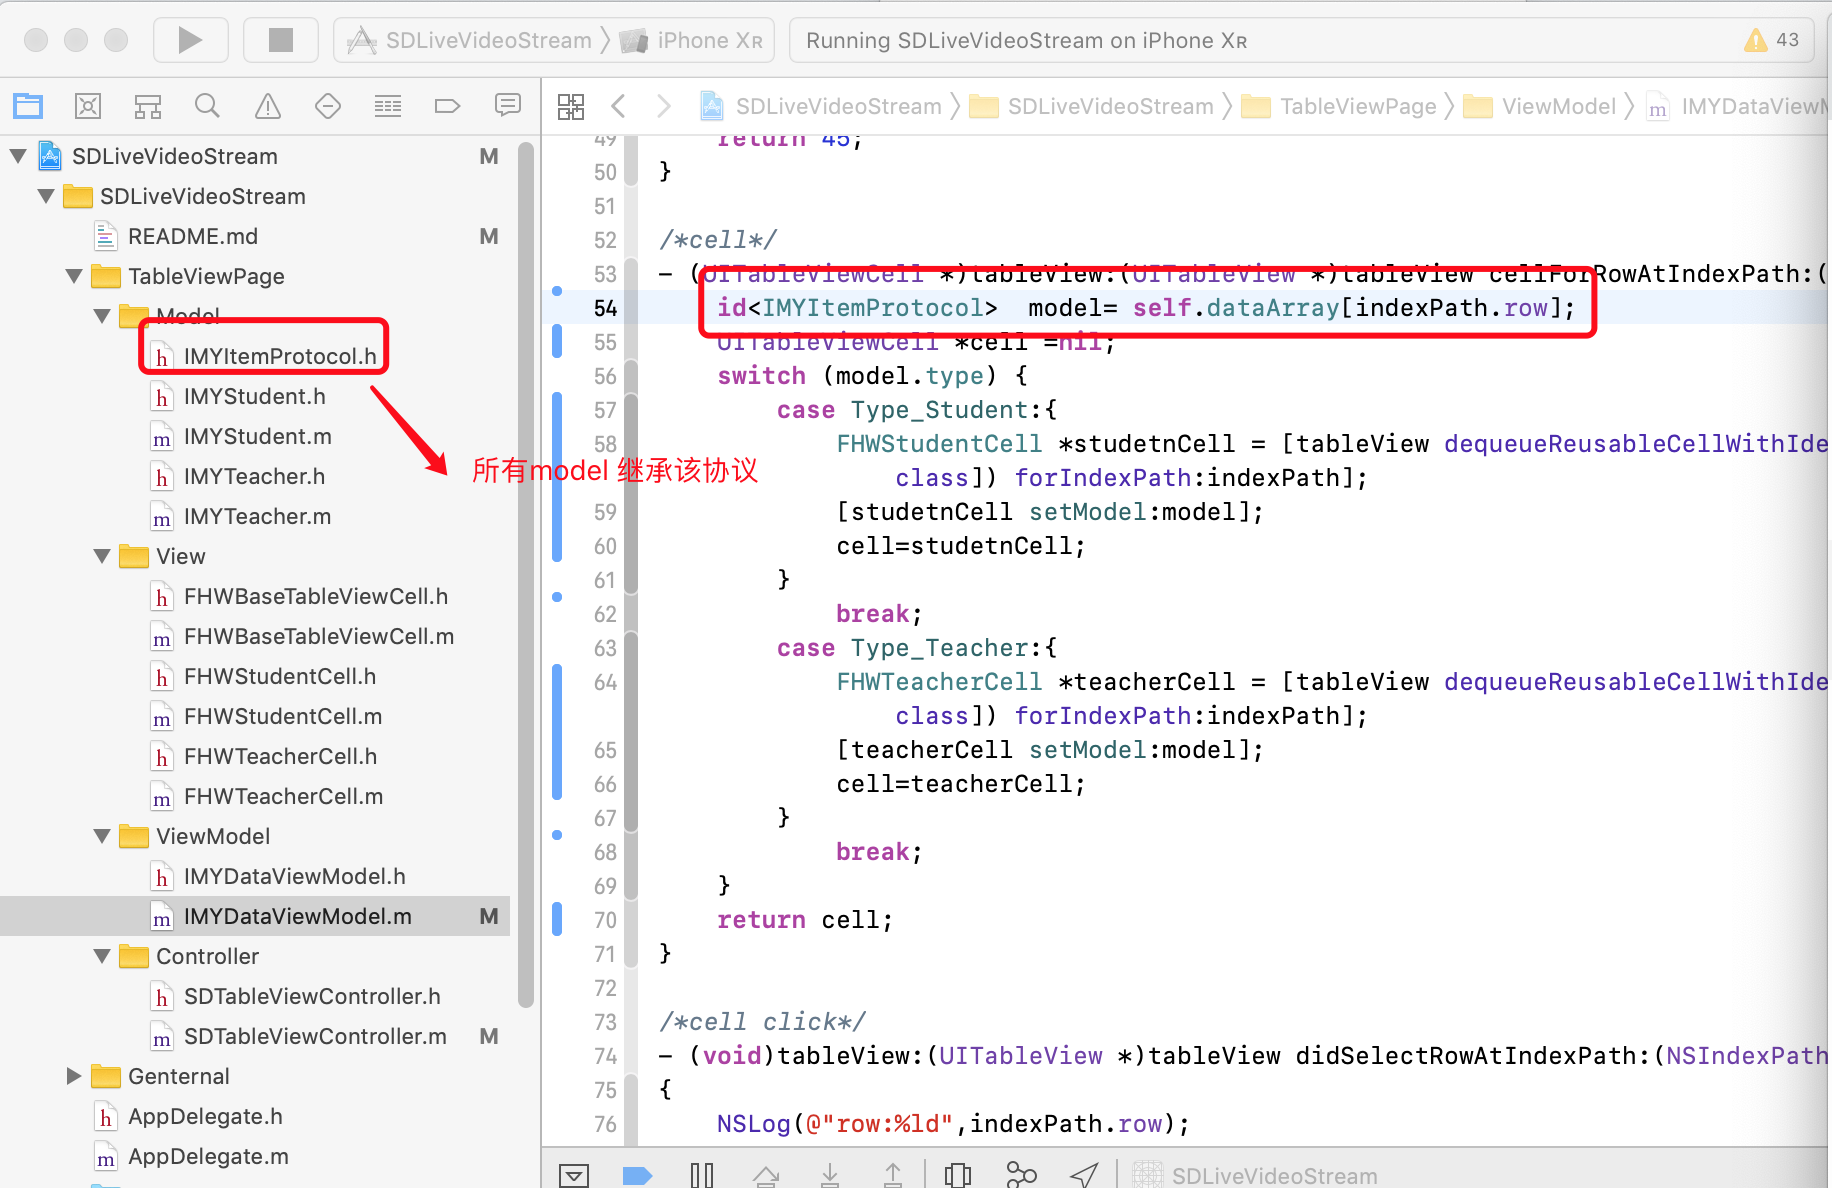 SDLiveVideoStream iPhone XR
Running SDLiveVideoStream on iPhone XR
43
SDLiveVideoStream SDLiveVideoStream TableViewPage ViewModel
SDLiveVideoStream M
SDLiveVideoStream
README.md M
TableViewPage
Model
IMYItemProtocol.h
IMYStudent.h
IMYStudent.m
IMYTeacher.h
IMYTeacher.m
View
FHWBaseTableViewCell.h
FHWBaseTableViewCell.m
FHWStudentCell.h
FHWStudentCell.m
FHWTeacherCell.h
FHWTeacherCell.m
ViewModel
IMYDataViewModel.h
IMYDataViewModel.m M
Controller
SDTableViewController.h
SDTableViewController.m M
Genternal
AppDelegate.h
AppDelegate.m
所有model 继承该协议
49 return 45;
50 }
51
52 /*cell*/
53 - (UITableViewCell *)tableView:(UITableView *)tableView cellForRowAtIndexPath:(
54 id<IMYItemProtocol> model= self.dataArray[indexPath.row];
55 UITableViewCell *cell =nil;
56 switch (model.type) {
57 case Type_Student:{
58 FHWStudentCell *studetnCell = [tableView dequeueReusableCellWithIde
class]) forIndexPath:indexPath];
59 [studetnCell setModel:model];
60 cell=studetnCell;
61 }
62 break;
63 case Type_Teacher:{
64 FHWTeacherCell *teacherCell = [tableView dequeueReusableCellWithIde
class]) forIndexPath:indexPath];
65 [teacherCell setModel:model];
66 cell=teacherCell;
67 }
68 break;
69 }
70 return cell;
71 }
72
73 /*cell click*/
74 - (void)tableView:(UITableView *)tableView didSelectRowAtIndexPath:(NSIndexPath
75 {
76 NSLog(@"row:%ld",indexPath.row);
SDLiveVideoStream